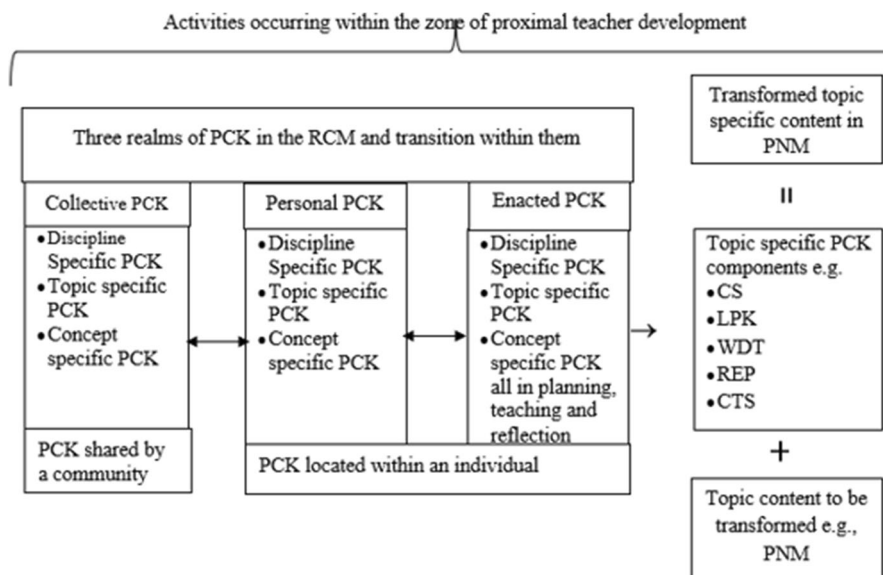 Activities occurring within the zone of proximal teacher development
Three realms of PCK in the RCM and transition within them
Collective PCK
•Discipline
Specific PCK
•Topic specific
PCK
•Concept
specific PCK
PCK shared by
a community
Personal PCK
•Discipline
Specific PCK
•Topic specific
PCK
•Concept
specific PCK
Enacted PCK
•Discipline
Specific PCK
•Topic specific
PCK
•Concept
specific PCK
all in planning,
teaching and
reflection
PCK located within an individual
Transformed topic
specific content in
PNM
=
Topic specific PCK
components e.g.
•CS
•LPK
•WDT
•REP
•CTS
+
Topic content to be
transformed e.g.,
PNM